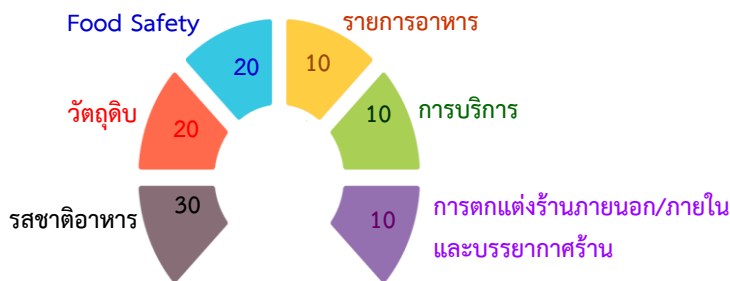 Food Safety
รายการอาหาร
20
10
วัตถุดิบ
20
10
การบริการ
รสชาติอาหาร
30
10
การตกแต่งร้านภายนอก/ภายใน
และบรรยากาศร้าน